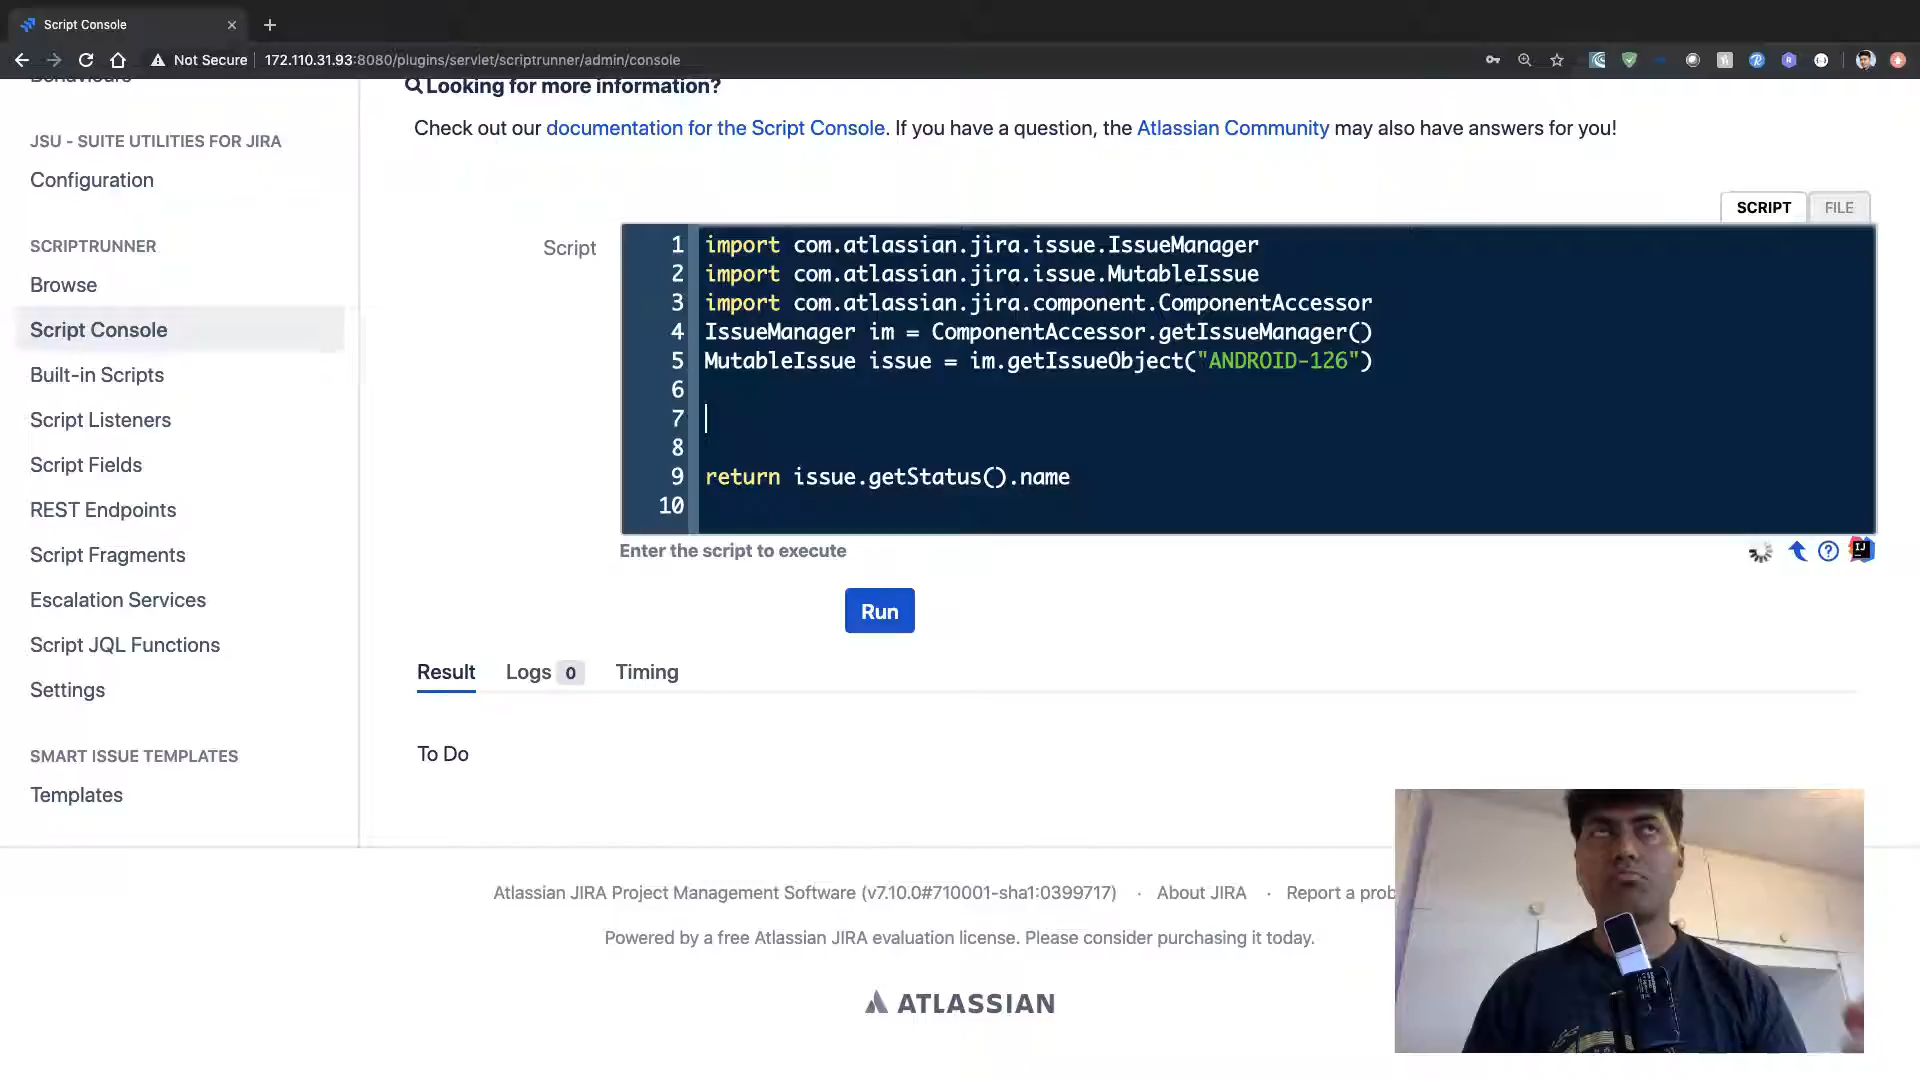 Script Console
Not Secure
172.110.31.93:8080/plugins/servlet/scriptrunner/admin/console
Behaviours
JSU - SUITE UTILITIES FOR JIRA
Configuration
SCRIPTRUNNER
Browse
Script Console
Built-in Scripts
Script Listeners
Script Fields
REST Endpoints
Script Fragments
Escalation Services
Script JQL Functions
Settings
SMART ISSUE TEMPLATES
Templates
Looking for more information?
Check out our documentation for the Script Console. If you have a question, the Atlassian Community may also have answers for you!
SCRIPT FILE
Script
1 import com.atlassian.jira.issue.IssueManager
2 import com.atlassian.jira.issue.MutableIssue
3 import com.atlassian.jira.component.ComponentAccessor
4 IssueManager im = ComponentAccessor.getIssueManager()
5 MutableIssue issue = im.getIssueObject("ANDROID-126")
6
7
8
9 return issue.getStatus().name
10
Enter the script to execute
Run
Result Logs 0 Timing
To Do
Atlassian JIRA Project Management Software (v7.10.0#710001-sha1:0399717) · About JIRA · Report a prob
Powered by a free Atlassian JIRA evaluation license. Please consider purchasing it today.
ATLASSIAN